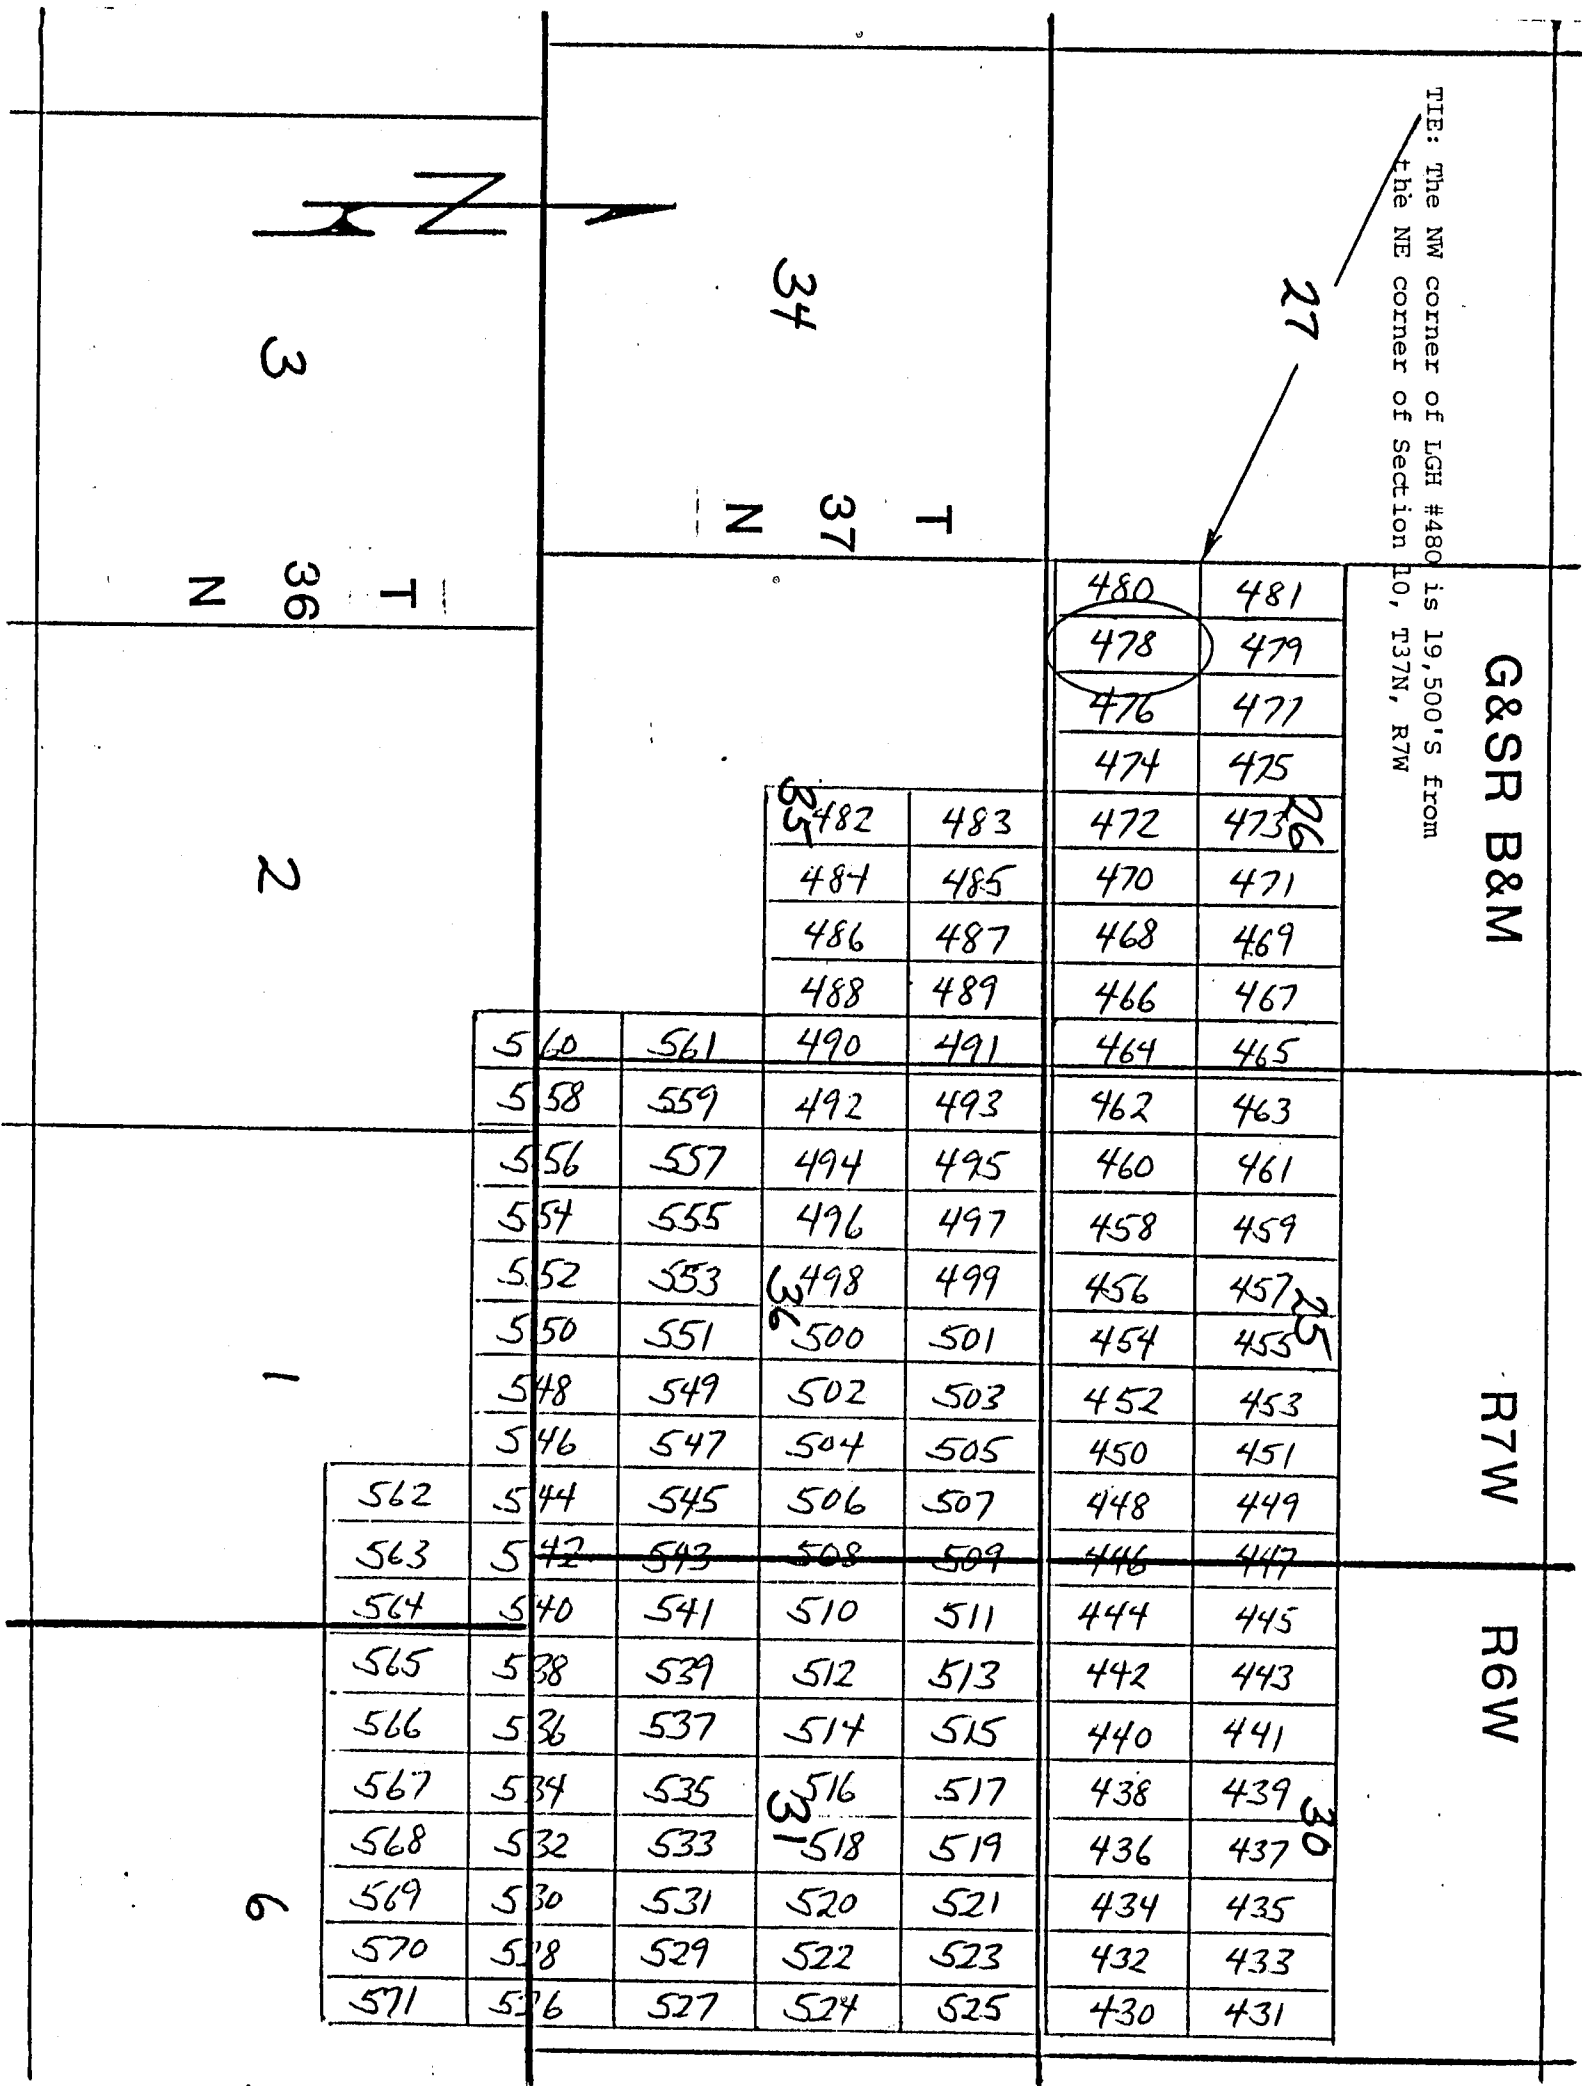 G&SR B&M
R7W
R6W
TIE: The NW corner of LGH #480 is 19,500'S from
the NE corner of Section 10, T37N, R7W
27
26
25
30
34
35
36
31
3
2
1
6
T
37
N
T
36
N
N
480 481
478 479
476 477
474 475
482 483 472 473
484 485 470 471
486 487 468 469
488 489 466 467
560 561 490 491 464 465
558 559 492 493 462 463
556 557 494 495 460 461
554 555 496 497 458 459
552 553 498 499 456 457
550 551 500 501 454 455
548 549 502 503 452 453
546 547 504 505 450 451
562 544 545 506 507 448 449
563 542 543 508 509 446 447
564 540 541 510 511 444 445
565 538 539 512 513 442 443
566 536 537 514 515 440 441
567 534 535 516 517 438 439
568 532 533 518 519 436 437
569 530 531 520 521 434 435
570 528 529 522 523 432 433
571 526 527 524 525 430 431